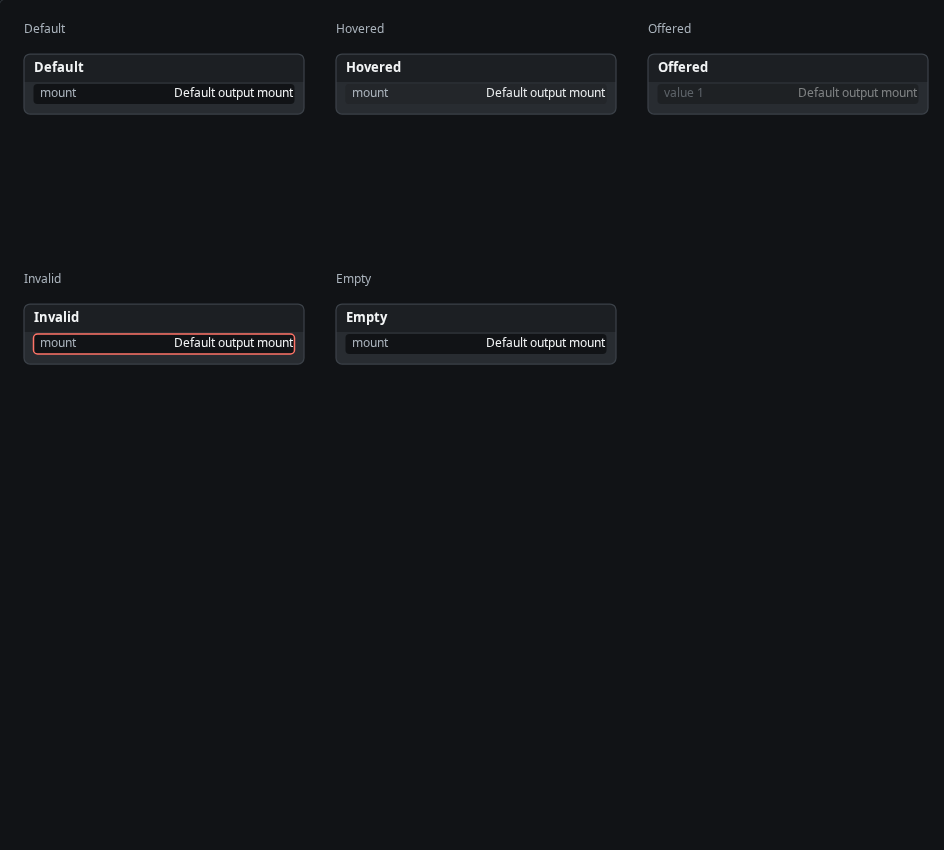 Default
Hovered
Offered
Default
Hovered
Offered
mount Default output mount
mount Default output mount
value 1 Default output mount
Invalid
Empty
Invalid
Empty
mount Default output mount
mount Default output mount